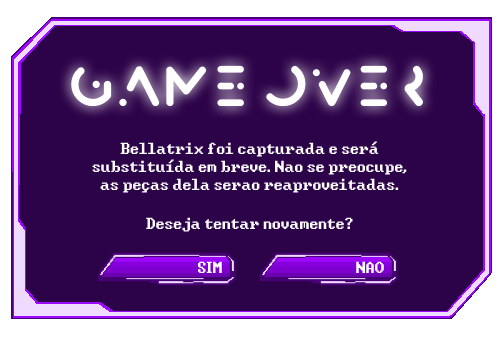 GAME OVER
Bellatrix foi capturada e será
substituída em breve. Nao se preocupe,
as peças dela serao reaproveitadas.
Deseja tentar novamente?
SIM
NAO